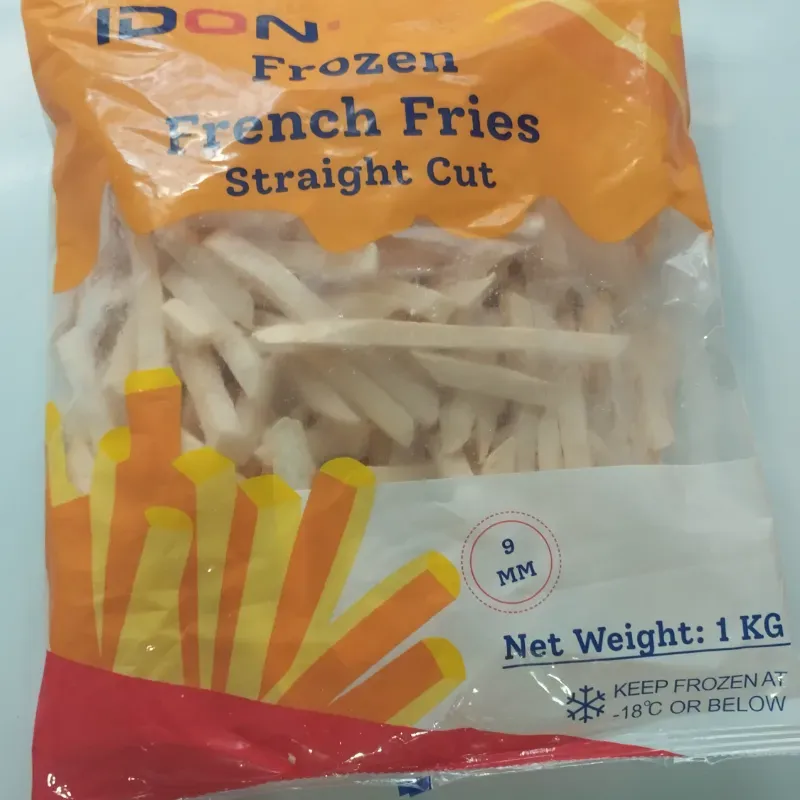 IDON
Frozen
French Fries
Straight Cut
9
MM
Net Weight: 1 KG
KEEP FROZEN AT
-18°C OR BELOW